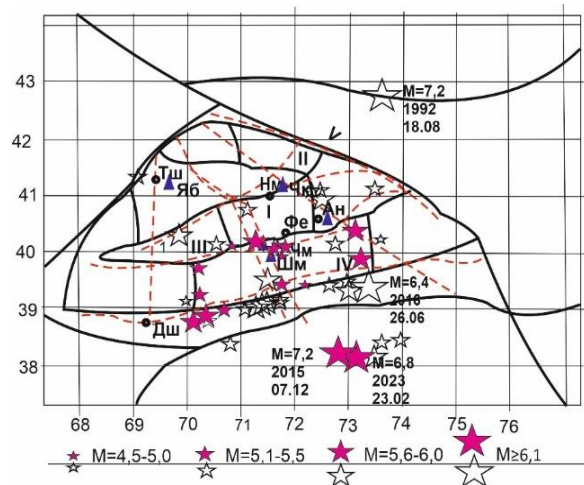 43
M=7,2
1992
18.08
42
V
II
Тш
Яб
41
Нм
Чк
I
Ан
Фе
40
III
Чм
Шм
IV
39
M=6,4
2016
26.06
Дш
38
M=7,2
2015
07.12
M=6,8
2023
23.02
68 69 70 71 72 73 74 75 76
M=4,5-5,0 M=5,1-5,5 M=5,6-6,0 M≥6,1